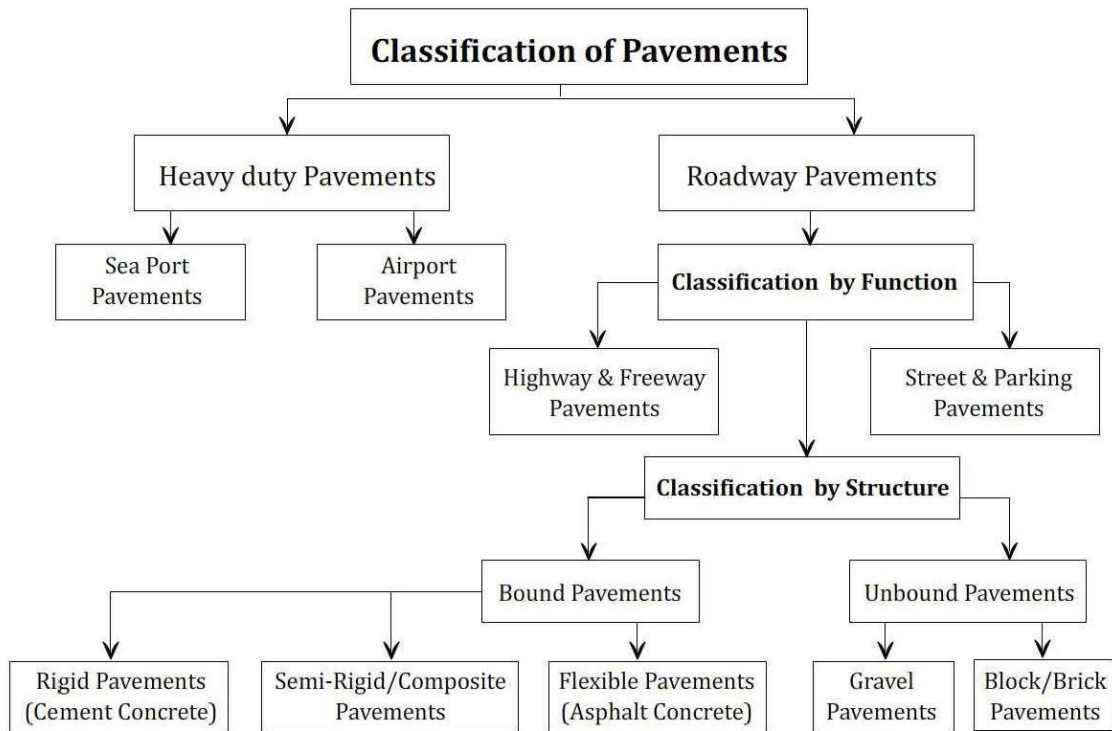 Classification of Pavements
Heavy duty Pavements
Roadway Pavements
Sea Port
Pavements
Airport
Pavements
Classification by Function
Highway & Freeway
Pavements
Street & Parking
Pavements
Classification by Structure
Bound Pavements
Unbound Pavements
Rigid Pavements
(Cement Concrete)
Semi-Rigid/Composite
Pavements
Flexible Pavements
(Asphalt Concrete)
Gravel
Pavements
Block/Brick
Pavements